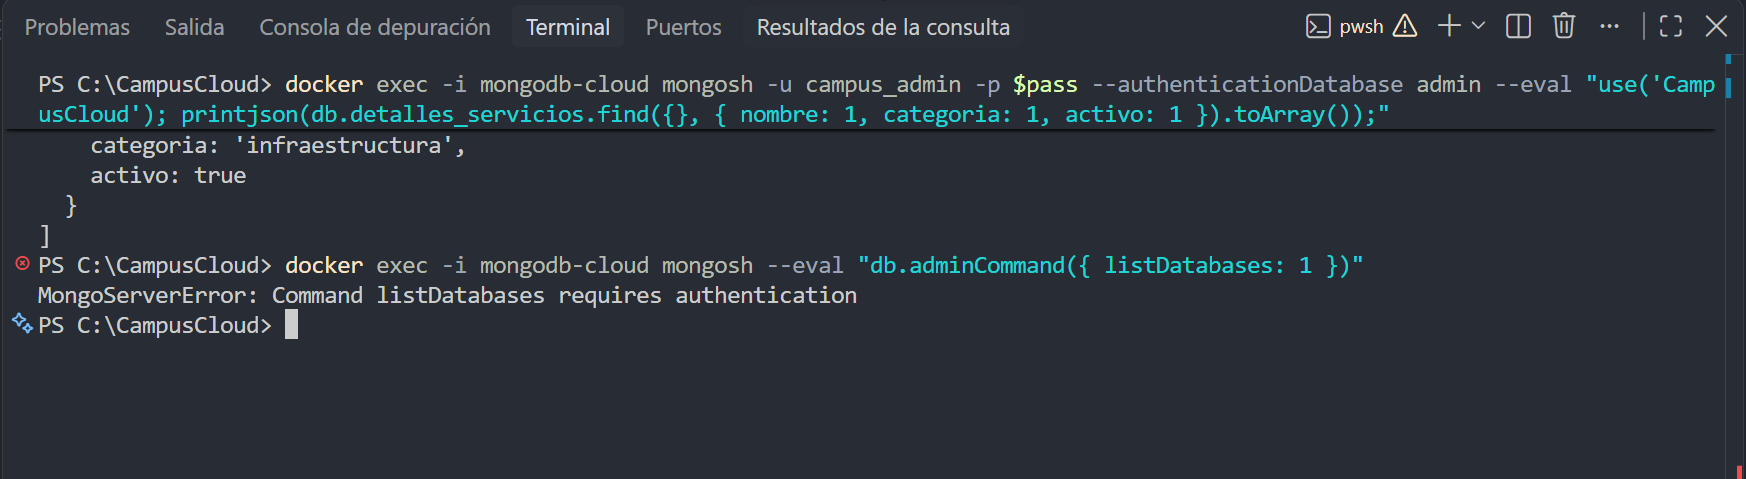 Problemas Salida Consola de depuración Terminal Puertos Resultados de la consulta pwsh
PS C:\CampusCloud> docker exec -i mongodb-cloud mongosh -u campus_admin -p $pass --authenticationDatabase admin --eval "use('Camp
usCloud'); printjson(db.detalles_servicios.find({}, { nombre: 1, categoria: 1, activo: 1 }).toArray());"
categoria: 'infraestructura',
activo: true
}
]
PS C:\CampusCloud> docker exec -i mongodb-cloud mongosh --eval "db.adminCommand({ listDatabases: 1 })"
MongoServerError: Command listDatabases requires authentication
PS C:\CampusCloud>